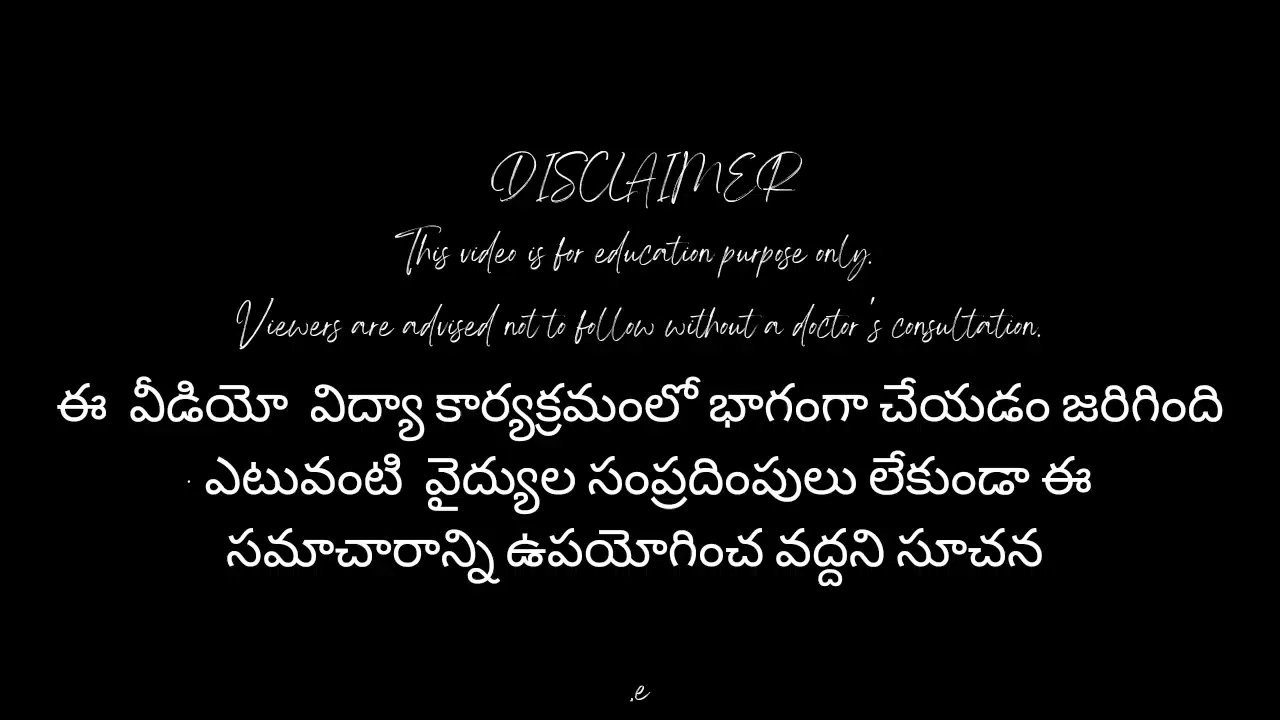 DISCLAIMER
This video is for education purpose only.
Viewers are advised not to follow without a doctor's consultation.
ఈ వీడియో విద్యా కార్యక్రమంలో భాగంగా చేయడం జరిగింది
. ఎటువంటి వైద్యుల సంప్రదింపులు లేకుండా ఈ
సమాచారాన్ని ఉపయోగించ వద్దని సూచన
.e